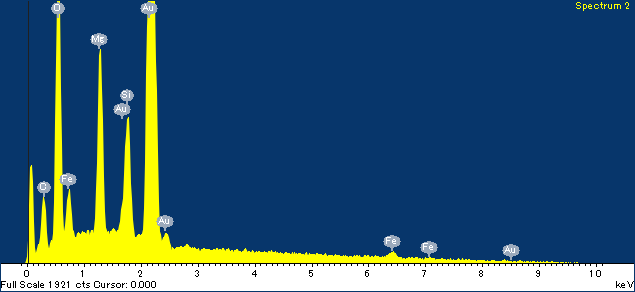 Spectrum 2
O
Au
Mg
Si
Au
O
Fe
Au
Fe
Fe
Au
0 1 2 3 4 5 6 7 8 9 10
Full Scale 1921 cts Cursor: 0.000 keV